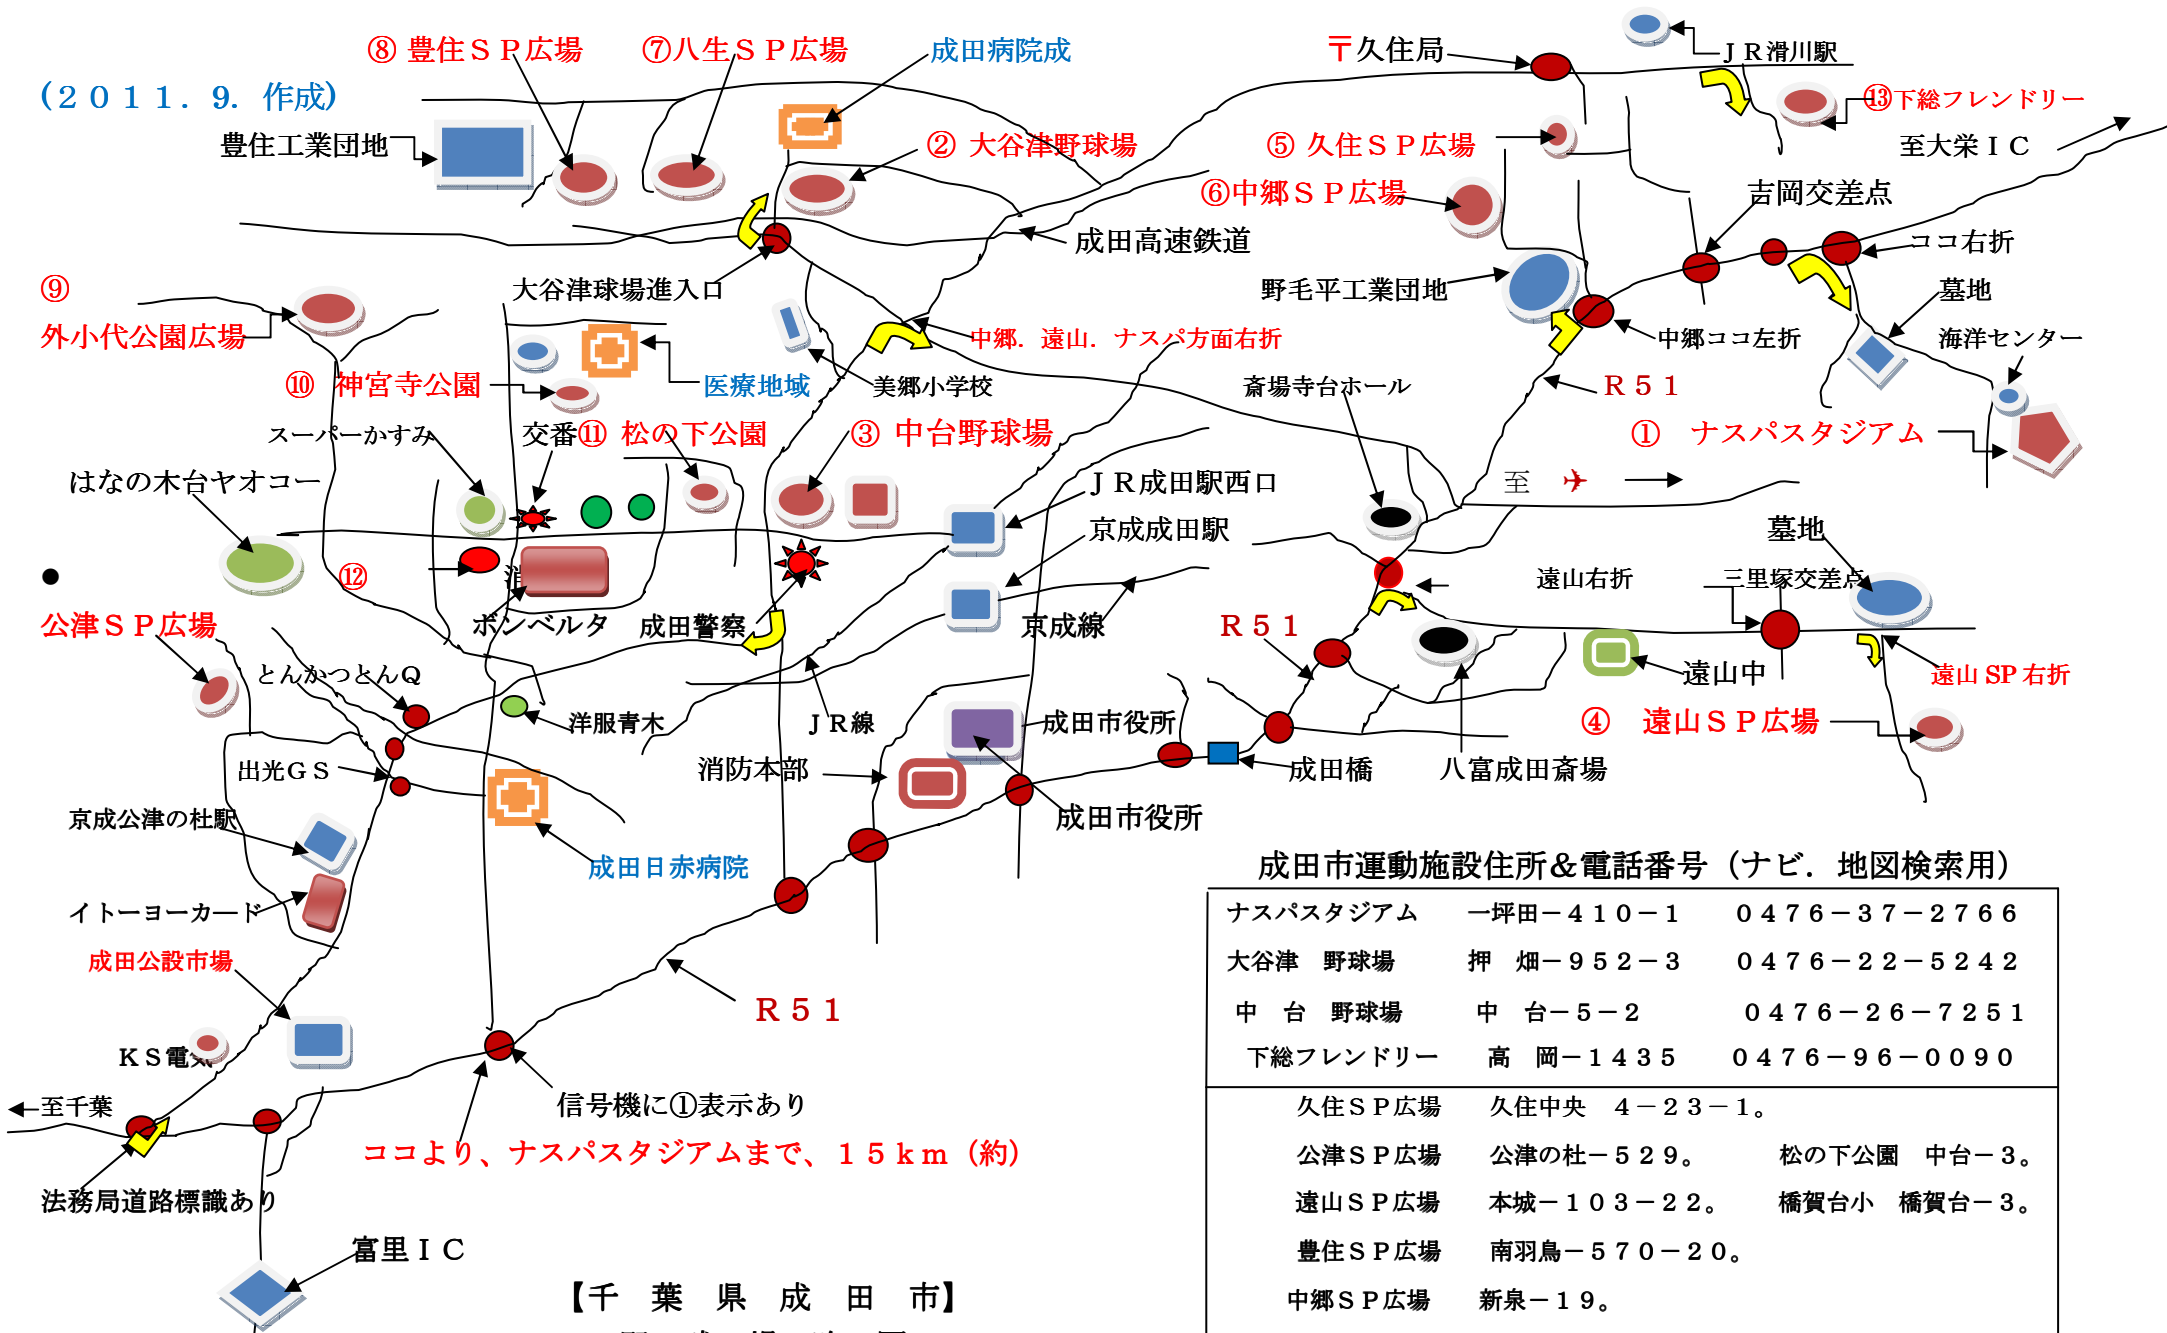 ⑧ 豊住ＳＰ広場
⑦八生ＳＰ広場
成田病院成
〒久住局
ＪＲ滑川駅
(２０１１．９．作成)
⑬下総フレンドリー
豊住工業団地
② 大谷津野球場
⑤ 久住ＳＰ広場
至大栄ＩＣ
⑥中郷ＳＰ広場
吉岡交差点
成田高速鉄道
ココ右折
⑨
大谷津球場進入口
野毛平工業団地
墓地
外小代公園広場
中郷．遠山．ナスパ方面右折
中郷ココ左折
海洋センター
⑩ 神宮寺公園
医療地域
美郷小学校
斎場寺台ホール
Ｒ５１
スーパーかすみ
交番
⑪ 松の下公園
③ 中台野球場
① ナスパスタジアム
はなの木台ヤオコー
ＪＲ成田駅西口
至 ✈
京成成田駅
墓地
⑫
遠山右折
三里塚交差点
公津ＳＰ広場
ボンベルタ
成田警察
京成線
Ｒ５１
とんかつとんＱ
遠山中
遠山 SP 右折
洋服青木
ＪＲ線
成田市役所
④ 遠山ＳＰ広場
出光ＧＳ
消防本部
成田橋
八富成田斎場
京成公津の杜駅
成田市役所
成田日赤病院
成田市運動施設住所＆電話番号（ナビ．地図検索用）
イトーヨーカード
ナスパスタジアム 一坪田－４１０－１ ０４７６－３７－２７６６
成田公設市場
大谷津 野球場 押 畑－９５２－３ ０４７６－２２－５２４２
Ｒ５１
中 台 野球場 中 台－５－２ ０４７６－２６－７２５１
ＫＳ電気
下総フレンドリー 高 岡－１４３５ ０４７６－９６－００９０
至千葉
信号機に①表示あり
久住ＳＰ広場 久住中央 ４－２３－１。
ココより、ナスパスタジアムまで、１５ｋｍ（約）
公津ＳＰ広場 公津の杜－５２９。 松の下公園 中台－３。
法務局道路標識あり
遠山ＳＰ広場 本城－１０３－２２。 橋賀台小 橋賀台－３。
富里ＩＣ
豊住ＳＰ広場 南羽鳥－５７０－２０。
【千 葉 県 成 田 市】
中郷ＳＰ広場 新泉－１９。